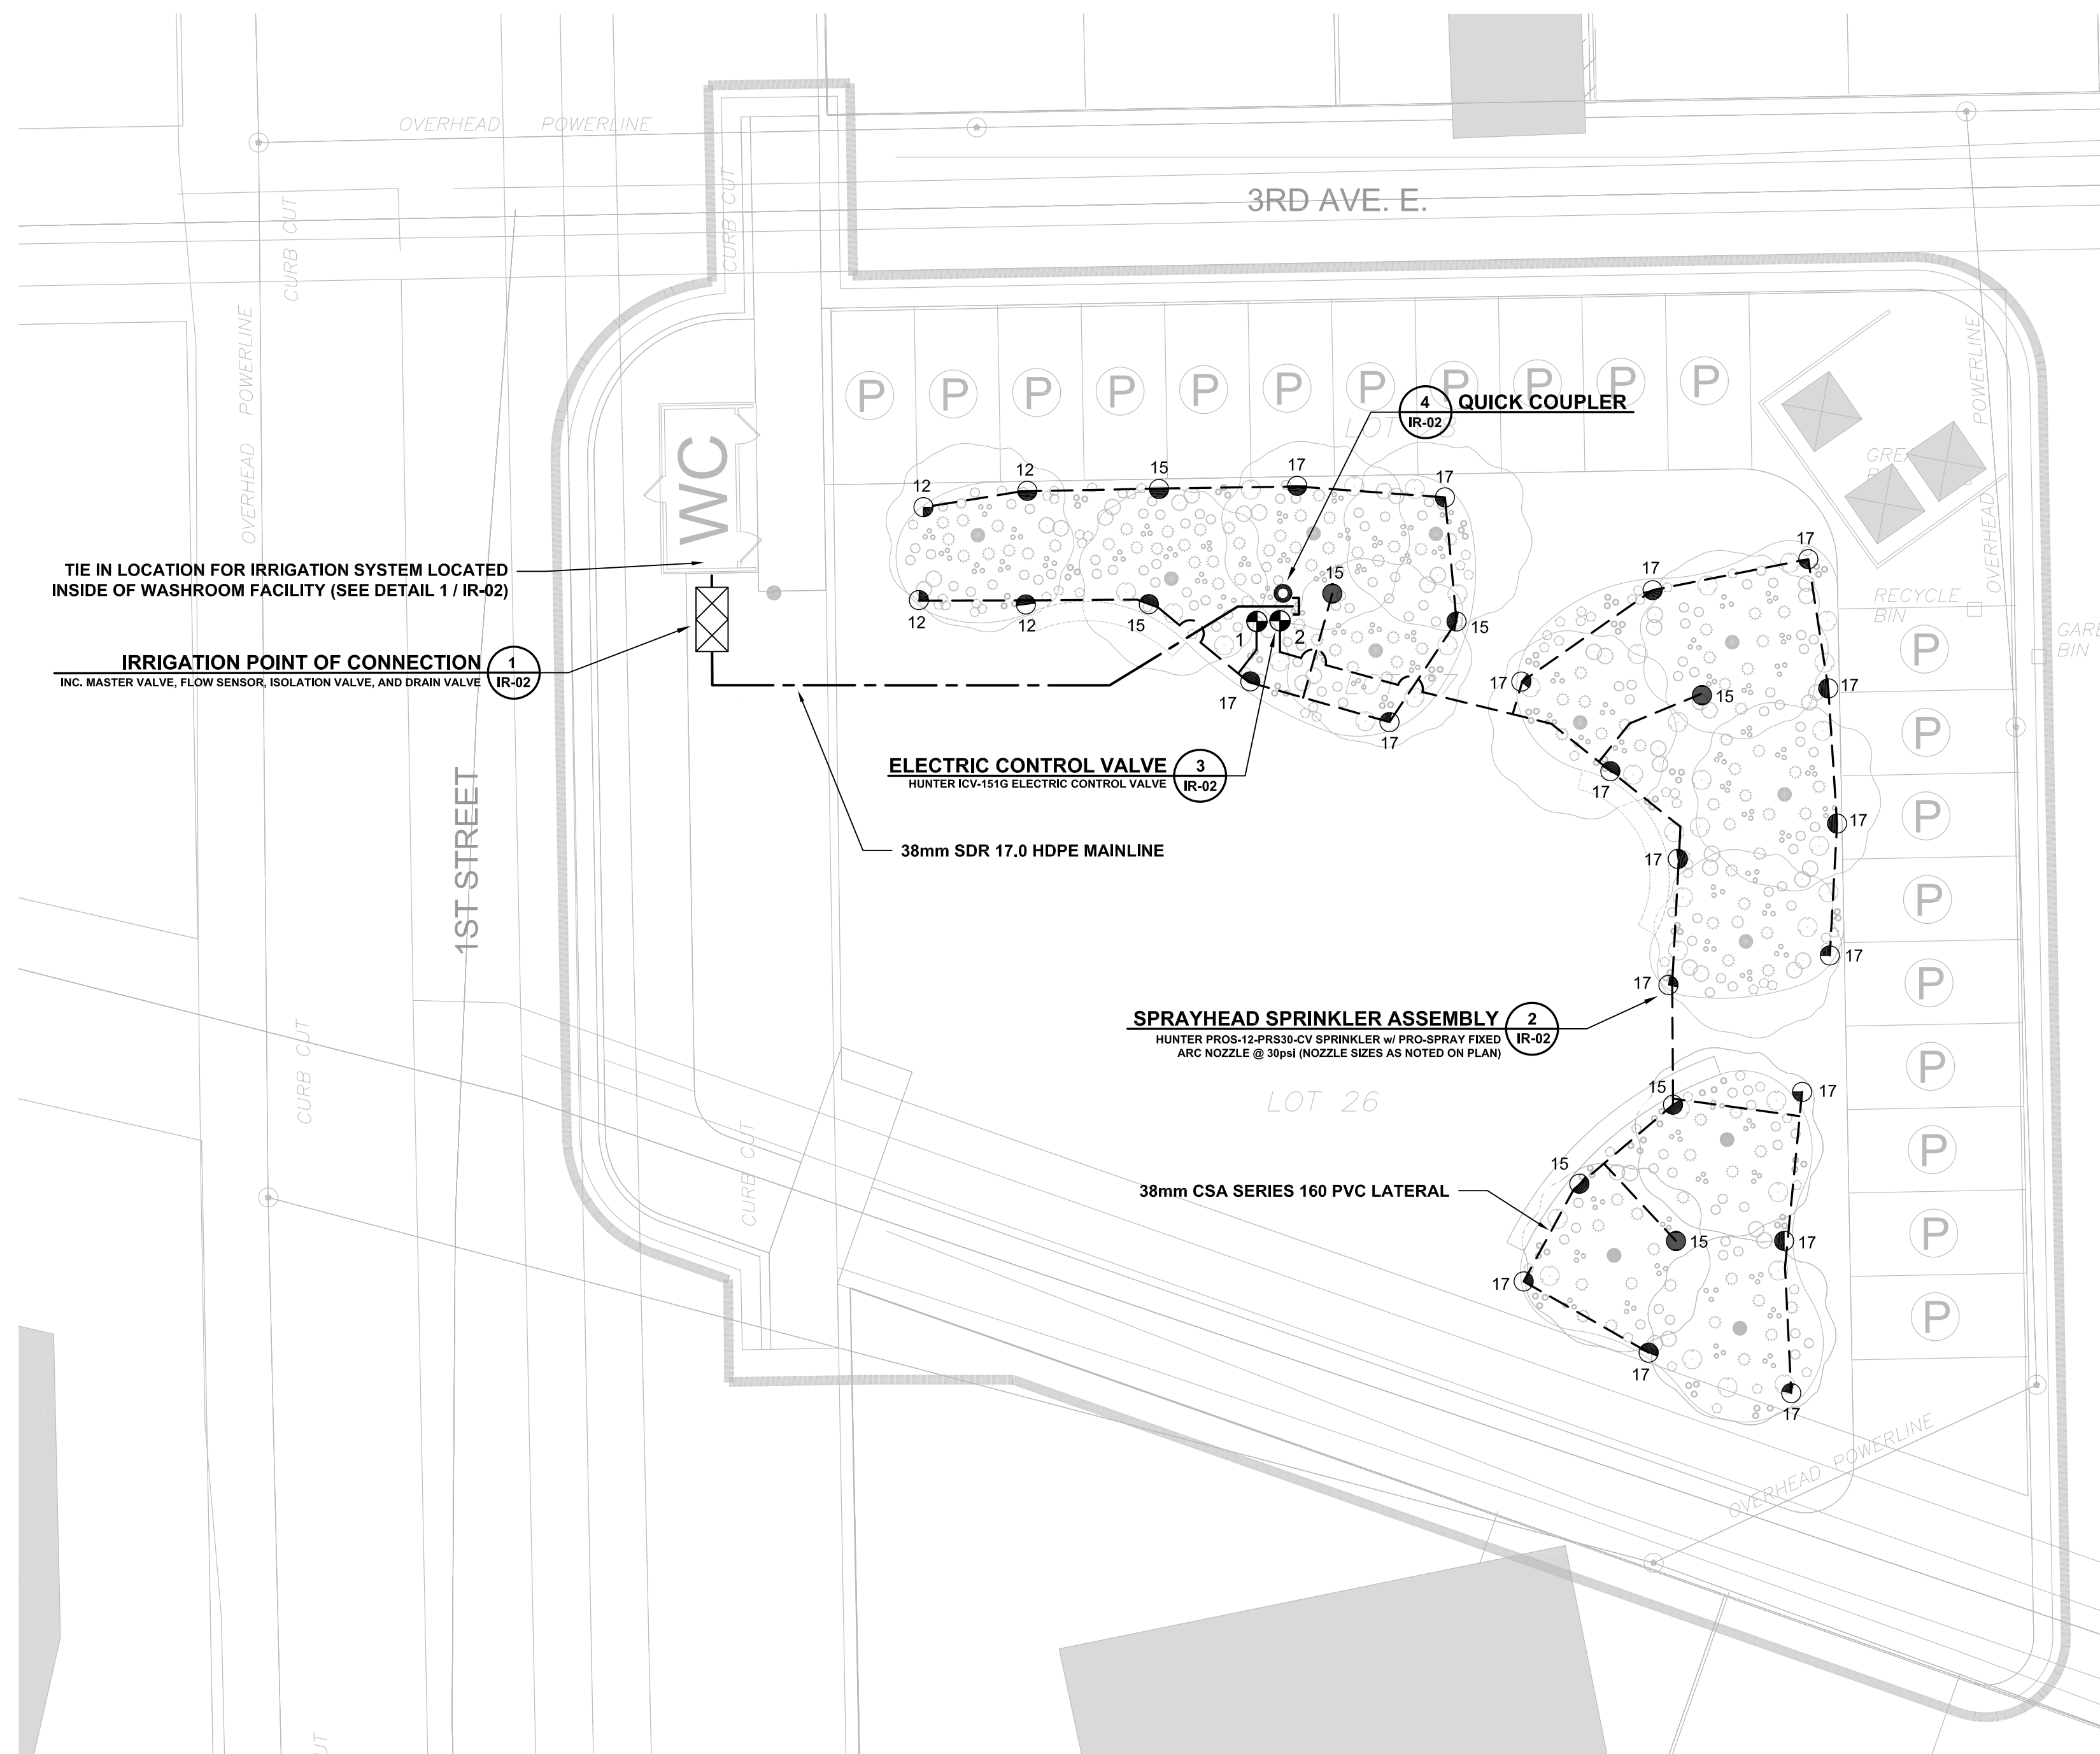 OVERHEAD POWERLINE
CURB CUT
CURB CUT
3RD AVE. E.
OVERHEAD POWERLINE
OVERHEAD POWERLINE
P P P P P P P P P P P
4
IR-02
QUICK COUPLER
LOT
WC
12
12
15
17
17
TIE IN LOCATION FOR IRRIGATION SYSTEM LOCATED
INSIDE OF WASHROOM FACILITY (SEE DETAIL 1 / IR-02)
IRRIGATION POINT OF CONNECTION
INC. MASTER VALVE, FLOW SENSOR, ISOLATION VALVE, AND DRAIN VALVE
1
IR-02
12
12
15
1
2
15
15
17
17
RECYCLE
BIN
BIN
17
17
17
17
15
17
17
17
17
17
17
P
P
P
P
P
P
P
P
P
ELECTRIC CONTROL VALVE
HUNTER ICV-151G ELECTRIC CONTROL VALVE
3
IR-02
38mm SDR 17.0 HDPE MAINLINE
1ST STREET
SPRAYHEAD SPRINKLER ASSEMBLY
HUNTER PROS-12-PRS30-CV SPRINKLER w/ PRO-SPRAY FIXED
ARC NOZZLE @ 30psi (NOZZLE SIZES AS NOTED ON PLAN)
2
IR-02
LOT 26
CURB CUT
CURB CUT
38mm CSA SERIES 160 PVC LATERAL
15
17
15
15
17
17
17
17
OVERHEAD POWERLINE